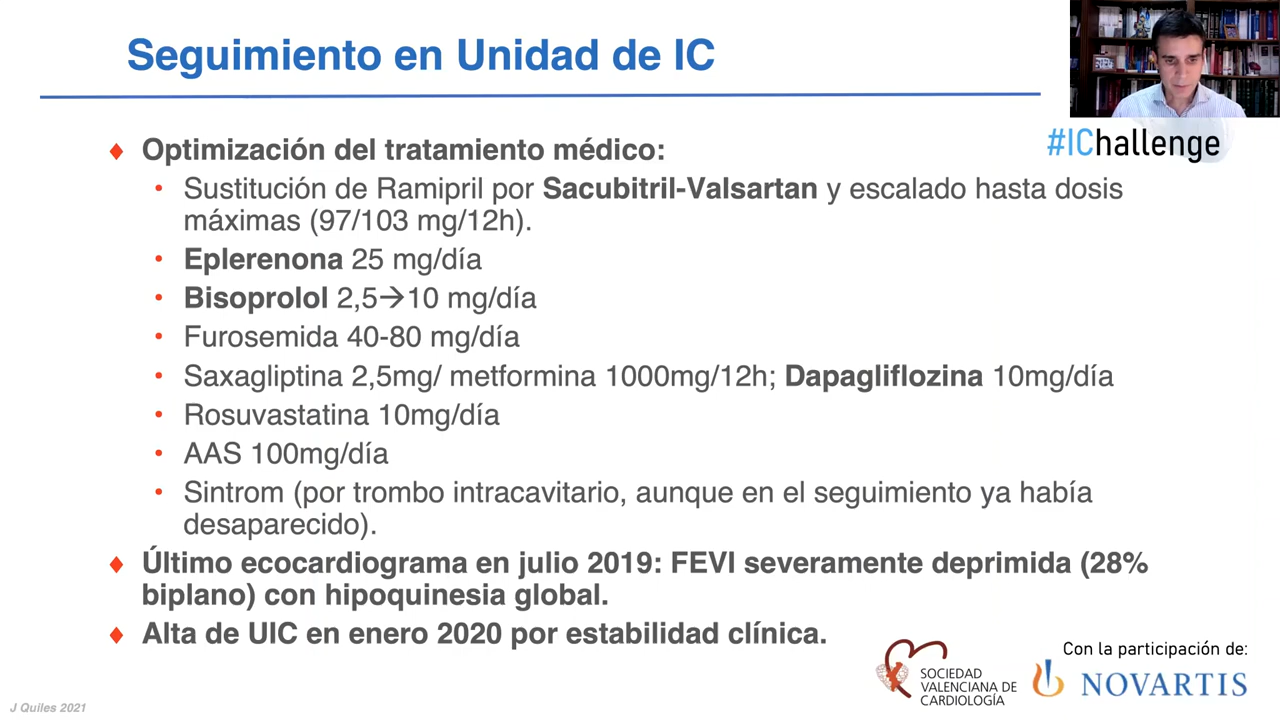 Seguimiento en Unidad de IC
#IChallenge
♦ Optimización del tratamiento médico:
• Sustitución de Ramipril por Sacubitril-Valsartan y escalado hasta dosis
máximas (97/103 mg/12h).
• Eplerenona 25 mg/día
• Bisoprolol 2,5→10 mg/día
• Furosemida 40-80 mg/día
• Saxagliptina 2,5mg/ metformina 1000mg/12h; Dapagliflozina 10mg/día
• Rosuvastatina 10mg/día
• AAS 100mg/día
• Sintrom (por trombo intracavitario, aunque en el seguimiento ya había
desaparecido).
♦ Último ecocardiograma en julio 2019: FEVI severamente deprimida (28%
biplano) con hipoquinesia global.
♦ Alta de UIC en enero 2020 por estabilidad clínica.
SOCIEDAD
VALENCIANA DE
CARDIOLOGÍA
Con la participación de:
NOVARTIS
J Quiles 2021